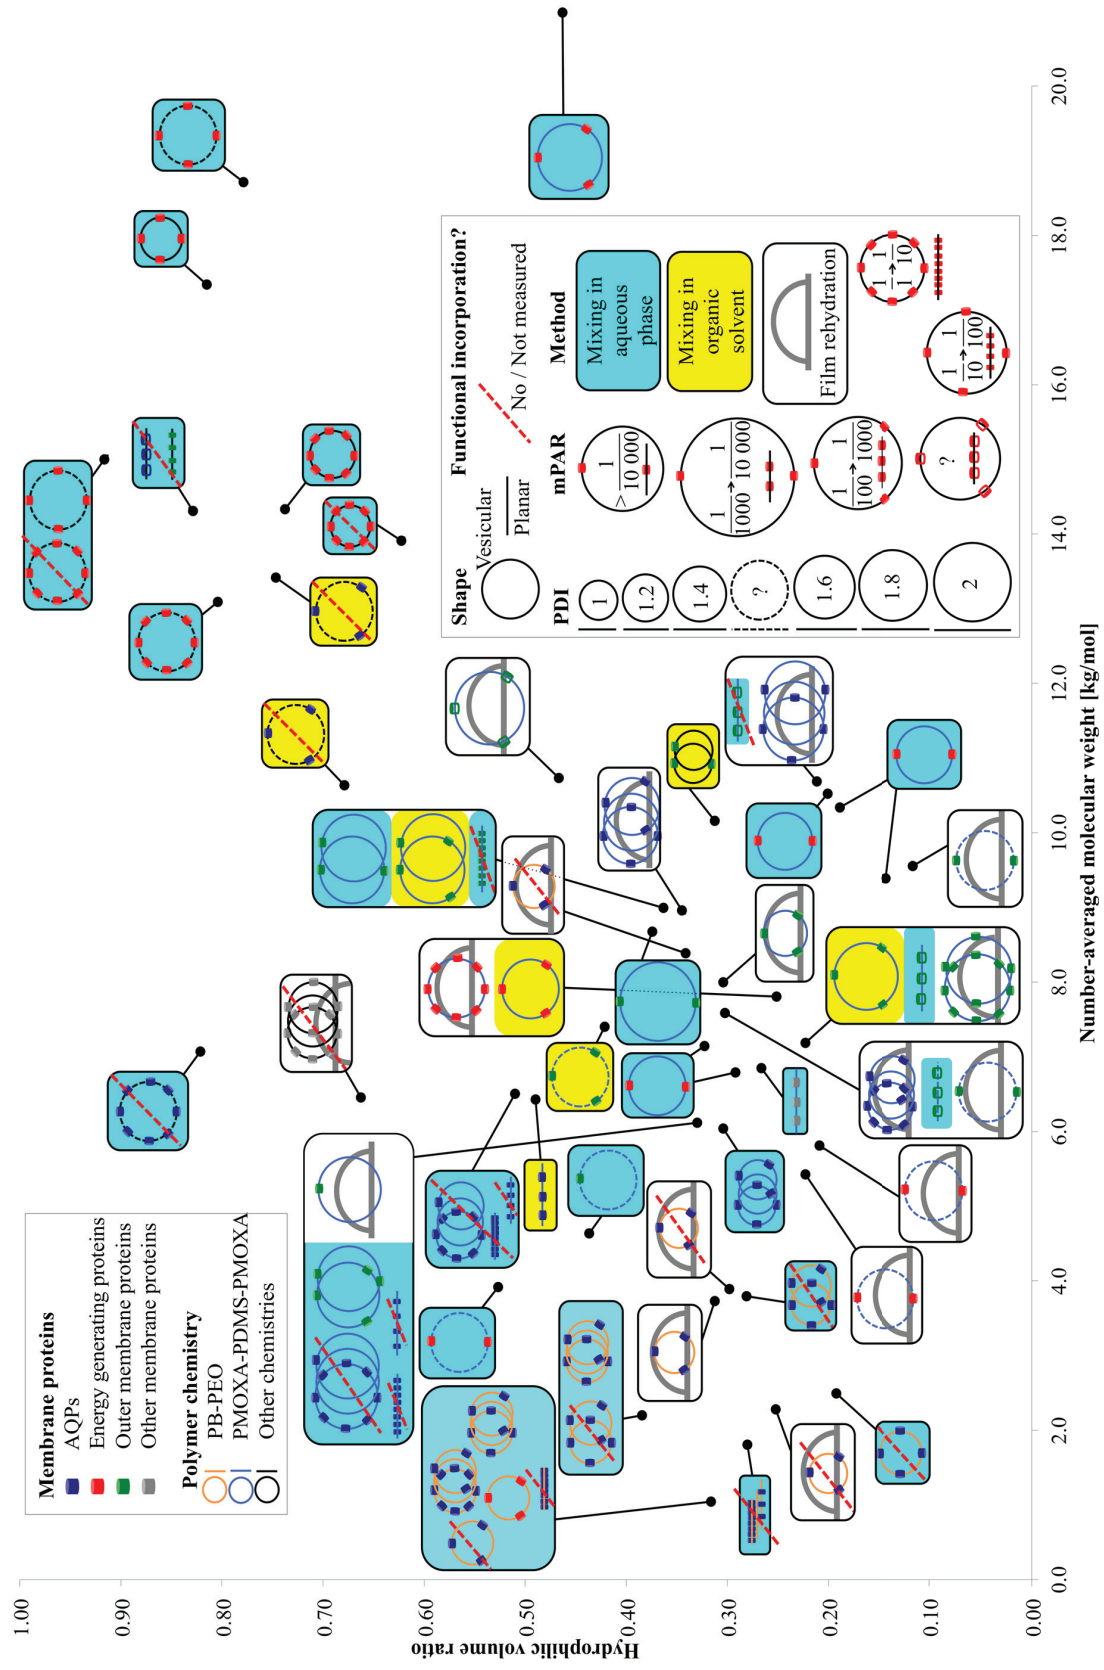 Membrane proteins
AQPs
Energy generating proteins
Outer membrane proteins
Other membrane proteins
Polymer chemistry
PB-PEO
PMOXA-PDMS-PMOXA
Other chemistries
Shape
Vesicular
Planar
Functional incorporation?
No / Not measured
PDI
1
1.2
1.4
?
1.6
1.8
2
mPAR
> 1/10 000
1/1000 → 1/10 000
1/100 → 1/1000
?
1/10 → 1/100
1/1 → 1/10
Method
Mixing in
aqueous
phase
Mixing in
organic
solvent
Film rehydration
Hydrophilic volume ratio
1.00
0.90
0.80
0.70
0.60
0.50
0.40
0.30
0.20
0.10
0.00
0.0
2.0
4.0
6.0
8.0
10.0
12.0
14.0
16.0
18.0
20.0
Number-averaged molecular weight [kg/mol]